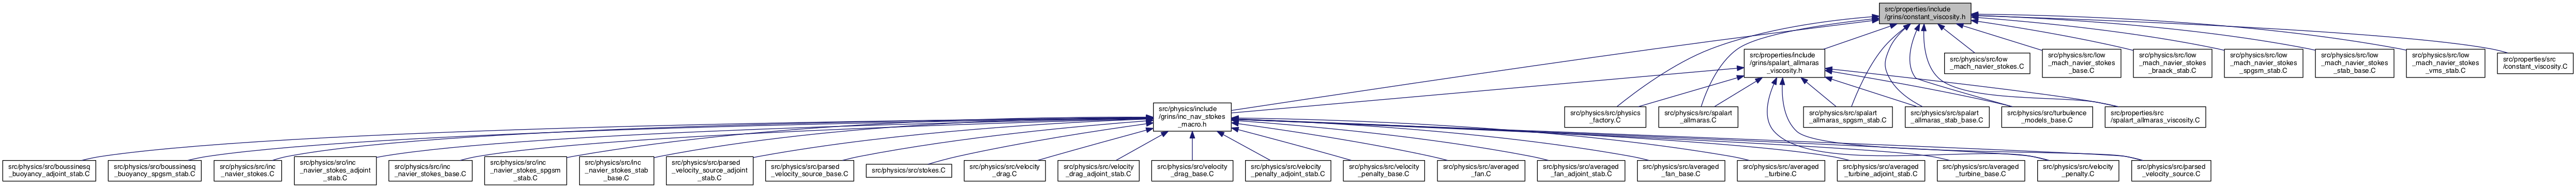 src/properties/include
/grins/constant_viscosity.h
src/properties/include
/grins/spalart_allmaras
_viscosity.h
src/physics/src/low
_mach_navier_stokes.C
src/physics/src/low
_mach_navier_stokes
_base.C
src/physics/src/low
_mach_navier_stokes
_braack_stab.C
src/physics/src/low
_mach_navier_stokes
_spgsm_stab.C
src/physics/src/low
_mach_navier_stokes
_stab_base.C
src/physics/src/low
_mach_navier_stokes
_vms_stab.C
src/properties/src
/constant_viscosity.C
src/physics/include
/grins/inc_nav_stokes
_macro.h
src/physics/src/physics
_factory.C
src/physics/src/spalart
_allmaras.C
src/physics/src/spalart
_allmaras_spgsm_stab.C
src/physics/src/spalart
_allmaras_stab_base.C
src/physics/src/turbulence
_models_base.C
src/properties/src
/spalart_allmaras_viscosity.C
src/physics/src/boussinesq
_buoyancy_adjoint_stab.C
src/physics/src/boussinesq
_buoyancy_spgsm_stab.C
src/physics/src/inc
_navier_stokes.C
src/physics/src/inc
_navier_stokes_adjoint
_stab.C
src/physics/src/inc
_navier_stokes_base.C
src/physics/src/inc
_navier_stokes_spgsm
_stab.C
src/physics/src/inc
_navier_stokes_stab
_base.C
src/physics/src/parsed
_velocity_source_adjoint
_stab.C
src/physics/src/parsed
_velocity_source_base.C
src/physics/src/stokes.C
src/physics/src/velocity
_drag.C
src/physics/src/velocity
_drag_adjoint_stab.C
src/physics/src/velocity
_drag_base.C
src/physics/src/velocity
_penalty_adjoint_stab.C
src/physics/src/velocity
_penalty_base.C
src/physics/src/averaged
_fan.C
src/physics/src/averaged
_fan_adjoint_stab.C
src/physics/src/averaged
_fan_base.C
src/physics/src/averaged
_turbine.C
src/physics/src/averaged
_turbine_adjoint_stab.C
src/physics/src/averaged
_turbine_base.C
src/physics/src/velocity
_penalty.C
src/physics/src/parsed
_velocity_source.C